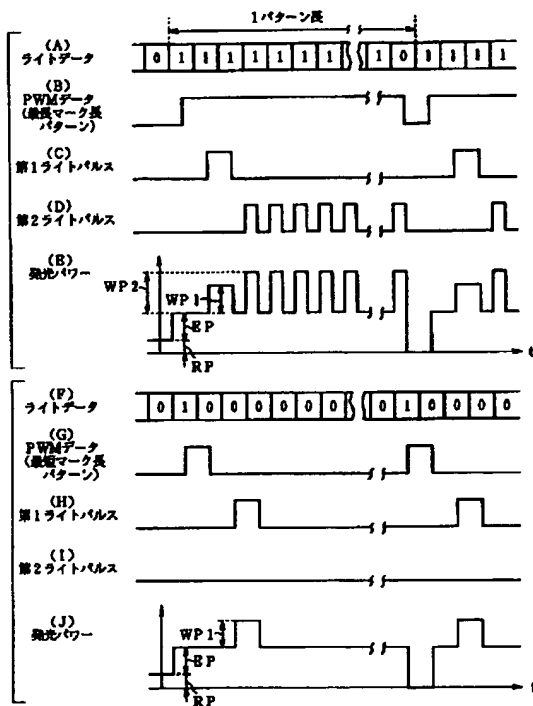 1パターン長
(A)
ライトデータ
0 1 1 1 1 1 1 1 0 1 1 1 1
(B)
PWMデータ
(最長マーク長
パターン)
(C)
第1ライトパルス
(D)
第2ライトパルス
(E)
発光パワー
WP2
WP1
EP
RP
t
(F)
ライトデータ
0 1 0 0 0 0 0 0 0 1 0 0 0
(G)
PWMデータ
(最短マーク長
パターン)
(H)
第1ライトパルス
(I)
第2ライトパルス
(J)
発光パワー
WP1
EP
RP
t